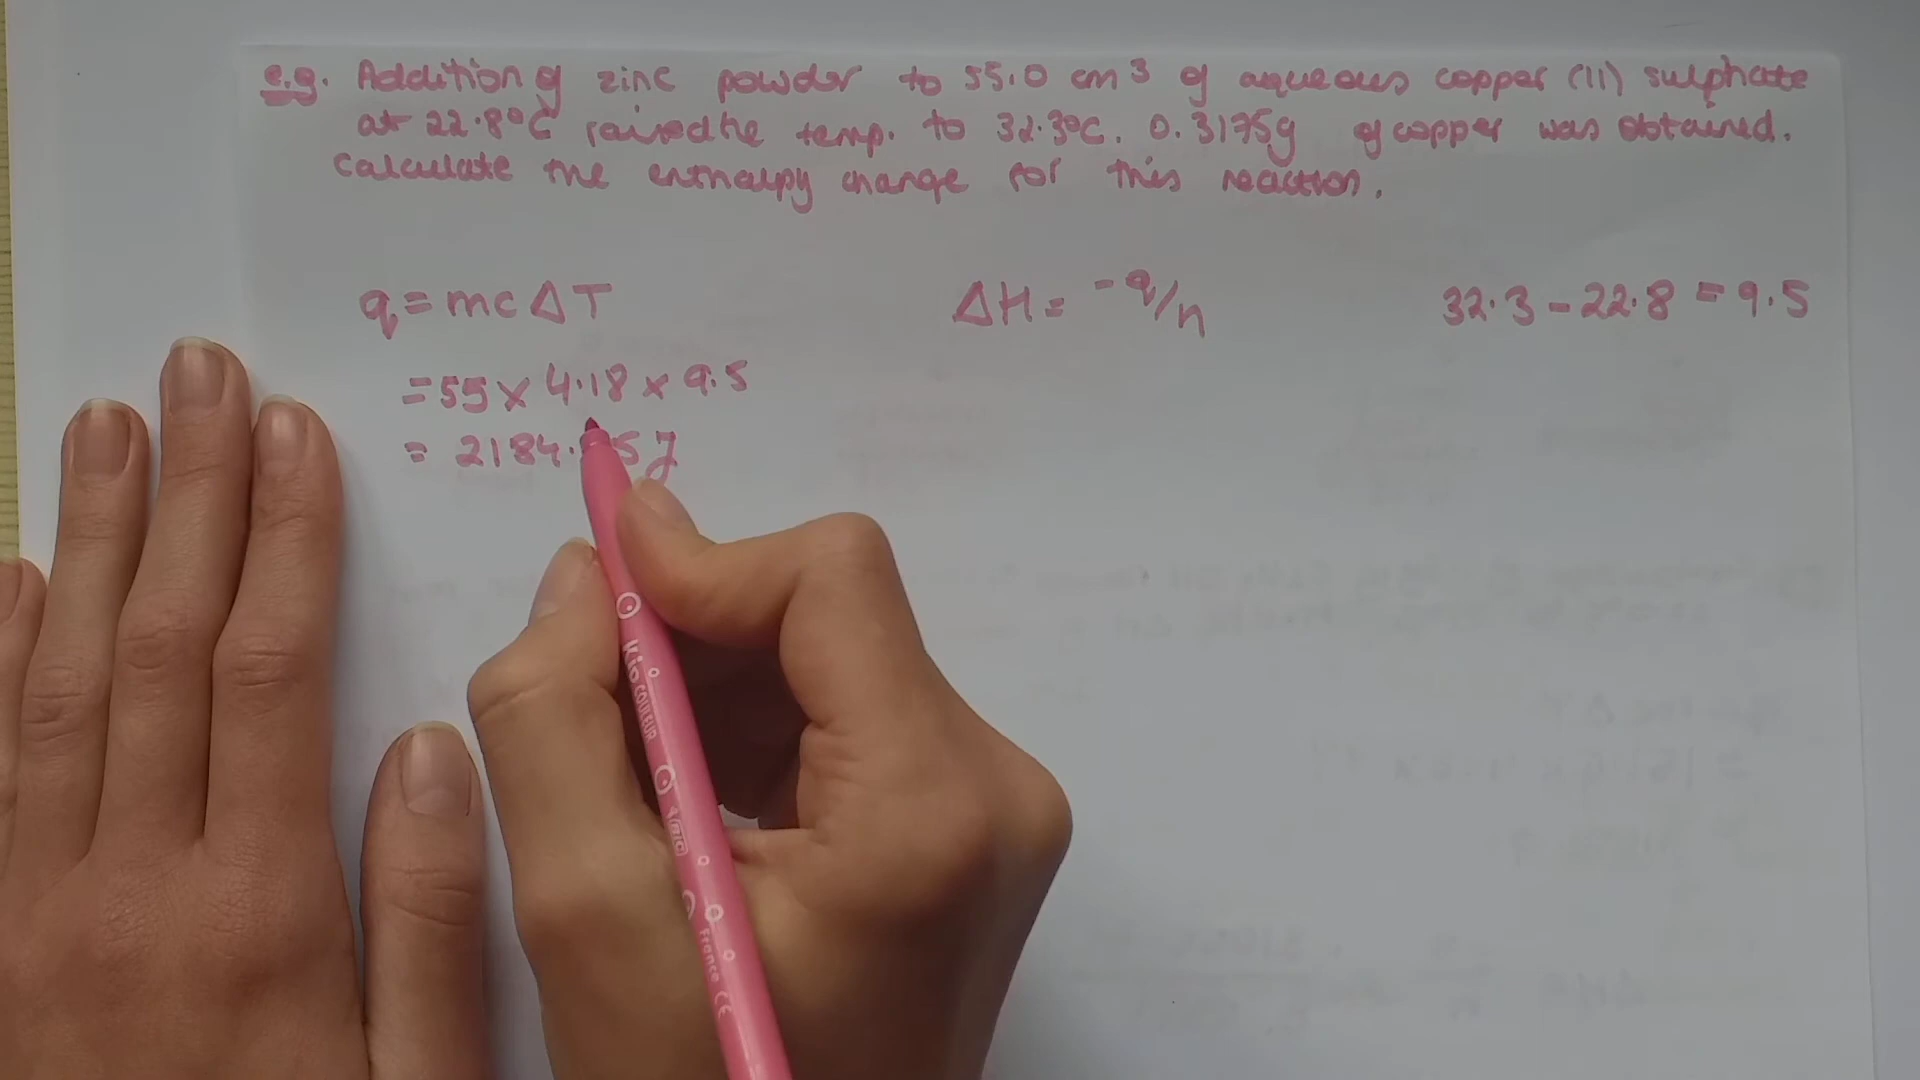 e.g. Addition of zinc powder to 55.0 cm3 of aqueous copper (II) sulphate
at 22.8°C raised the temp. to 32.3°C. 0.3175g of copper was obtained.
Calculate the enthalpy change for this reaction.
q = mcΔT
ΔH = -q/n
32.3 - 22.8 = 9.5
= 55 x 4.18 x 9.5
= 2184. 5J
Kid COULEUR
France CE